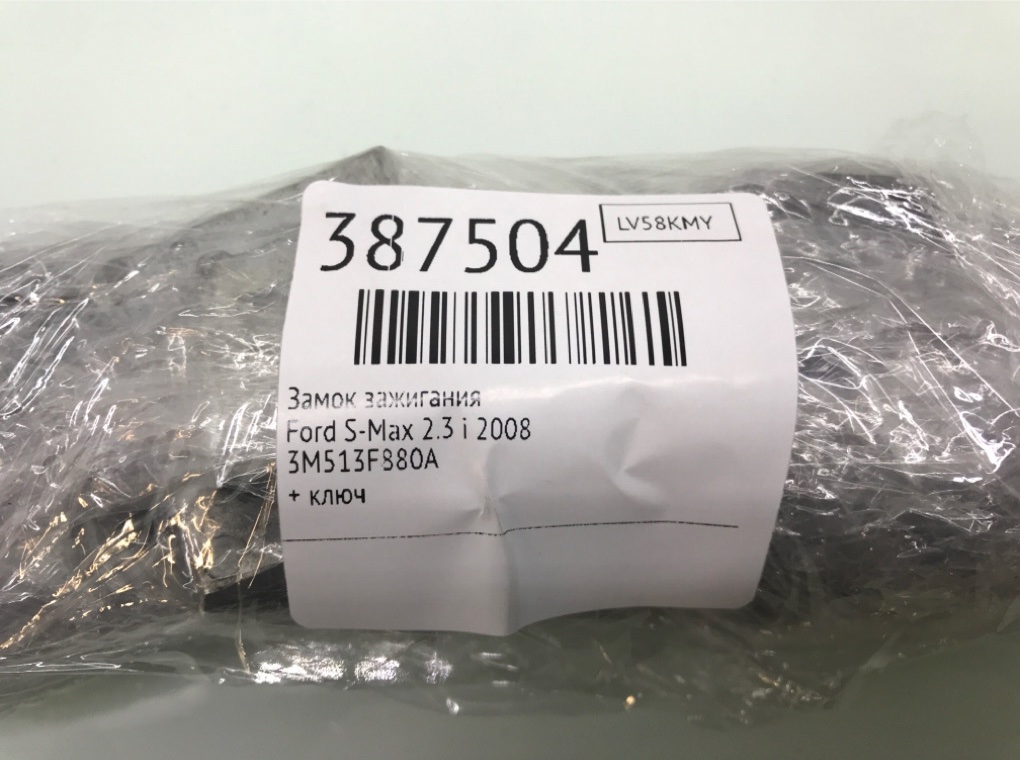 387504
LV58KMY
Замок зажигания
Ford S-Max 2.3 i 2008
3M513F880A
+ ключ